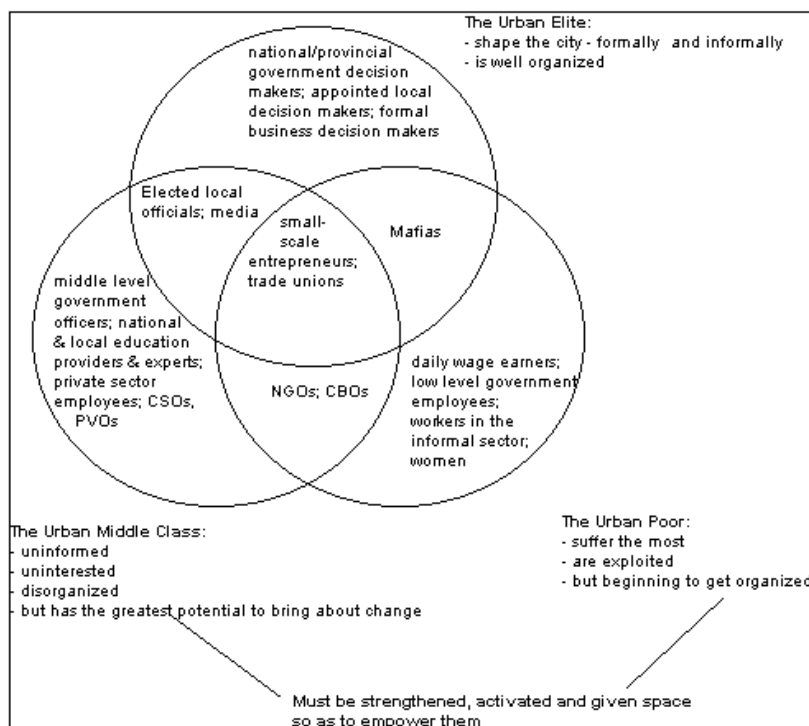 The Urban Elite:
- shape the city - formally and informally
- is well organized
national/provincial
government decision
makers; appointed local
decision makers; formal
business decision makers
Elected local
officials; media
small-
scale
entrepreneurs;
trade unions
Mafias
middle level
government
officers; national
& local education
providers & experts;
private sector
employees; CSOs,
PVOs
NGOs; CBOs
daily wage earners;
low level government
employees;
workers in the
informal sector;
women
The Urban Middle Class:
- uninformed
- uninterested
- disorganized
- but has the greatest potential to bring about change
The Urban Poor:
- suffer the most
- are exploited
- but beginning to get organized
Must be strengthened, activated and given space
so as to empower them